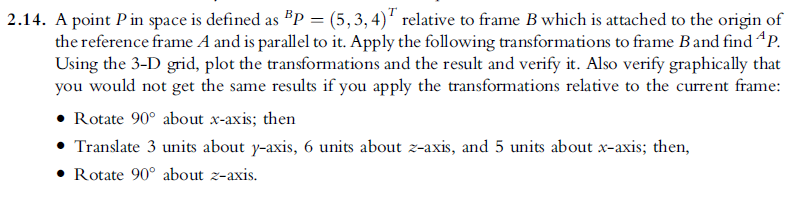 2.14. A point P in space is defined as ᴮP = (5, 3, 4)ᵀ relative to frame B which is attached to the origin of
the reference frame A and is parallel to it. Apply the following transformations to frame B and find ᴬP.
Using the 3-D grid, plot the transformations and the result and verify it. Also verify graphically that
you would not get the same results if you apply the transformations relative to the current frame:
• Rotate 90° about x-axis; then
• Translate 3 units about y-axis, 6 units about z-axis, and 5 units about x-axis; then,
• Rotate 90° about z-axis.